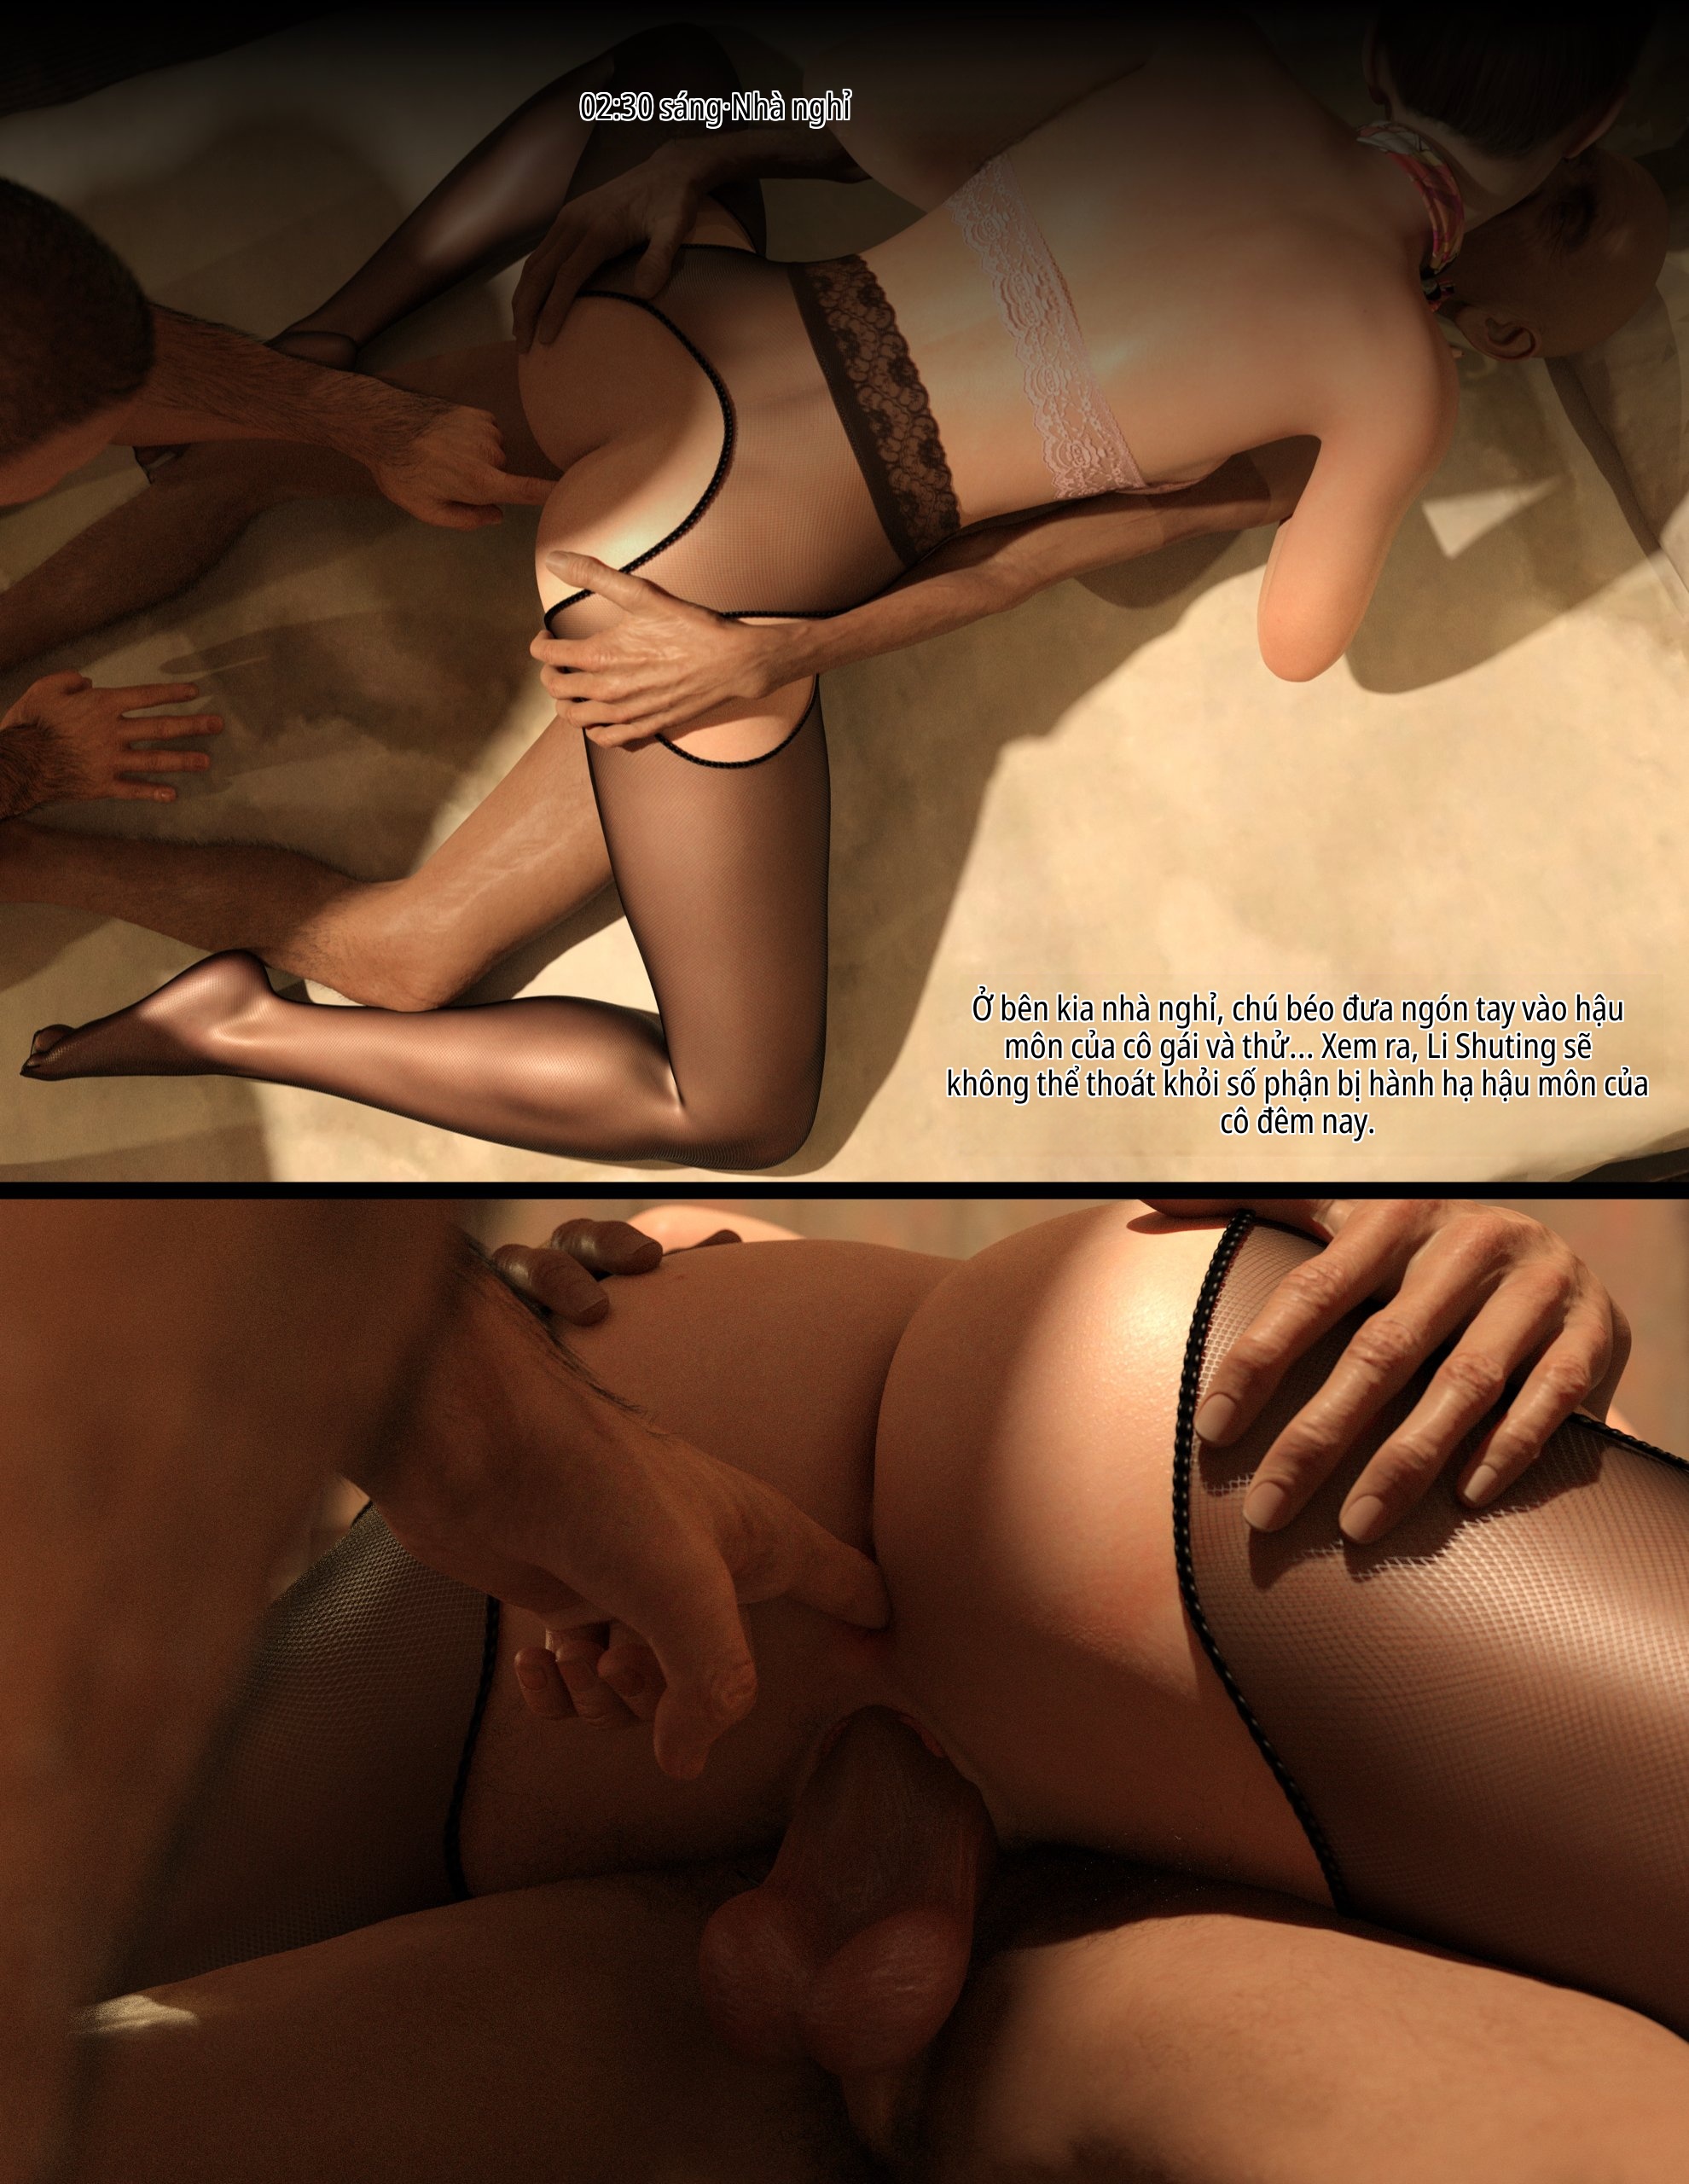 02:30 sáng·Nhà nghỉ
Ở bên kia nhà nghỉ, chú béo đưa ngón tay vào hậu
môn của cô gái và thử... Xem ra, Li Shuting sẽ
không thể thoát khỏi số phận bị hành hạ hậu môn của
cô đêm nay.